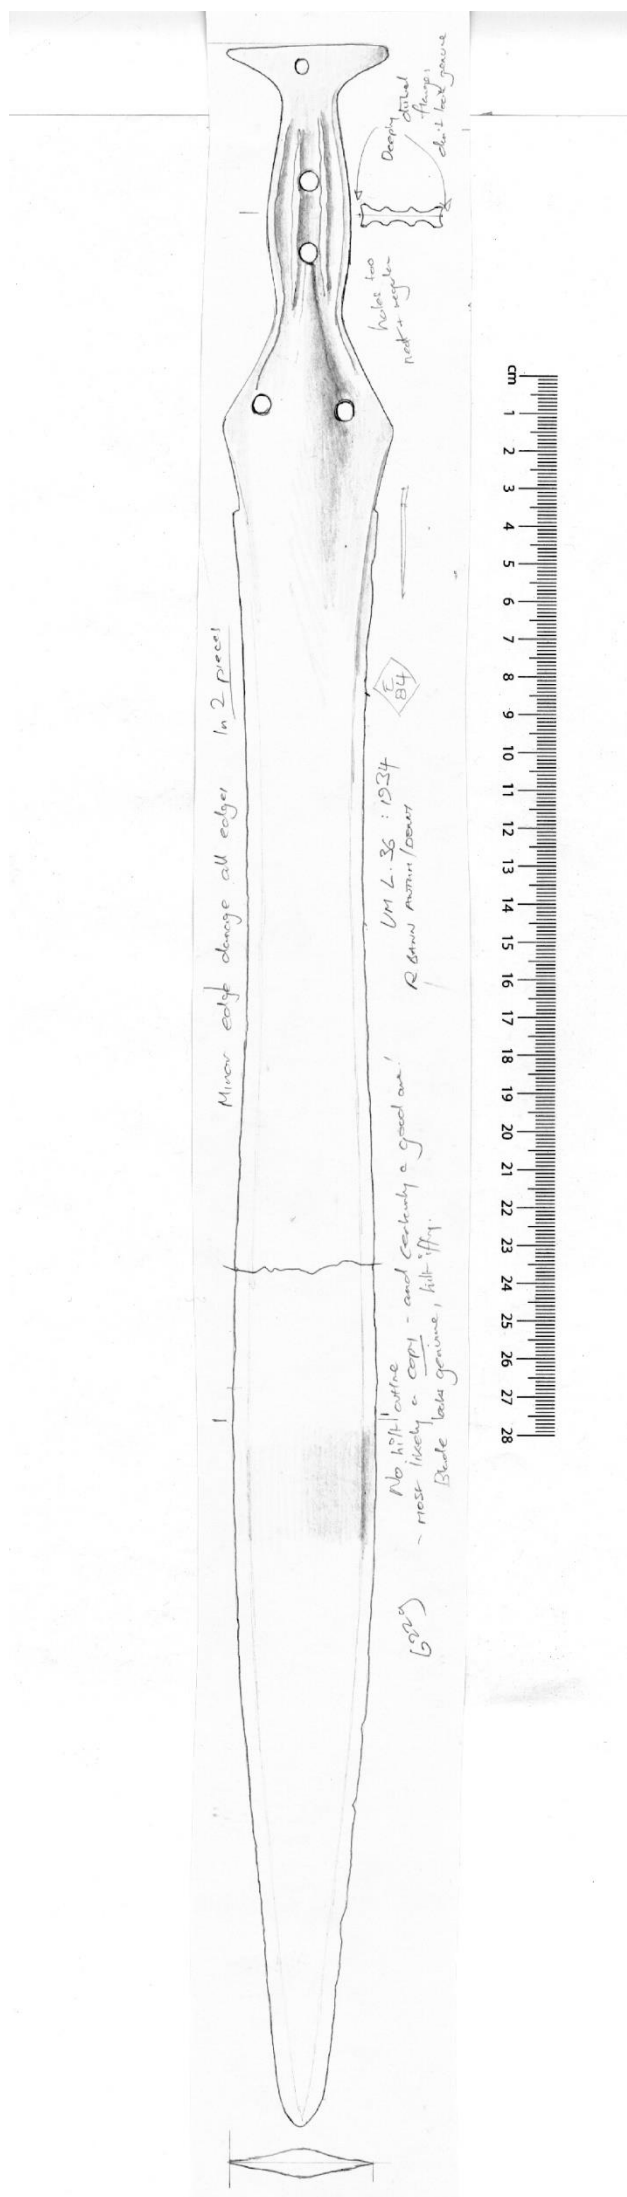 Deeply dished
flanges
don't look genuine
holes too
neat + regular
cm
1
2
3
4
5
6
7
8
9
10
11
12
13
14
15
16
17
18
19
20
21
22
23
24
25
26
27
28
In 2 pieces
Minor edge damage all edges
E
84
UM L.36 : 1934
R BANN ANTRIM/DERRY
No hilt outline
- most likely a copy - and certainly a good one!
Blade looks genuine, hilt iffy.
622g